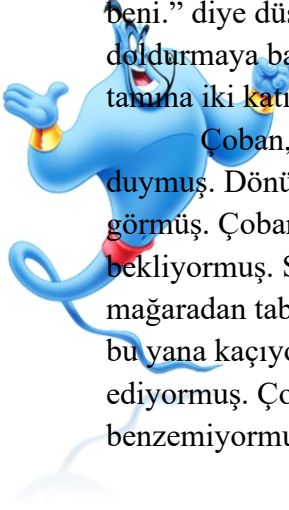 beni.” diye düş
doldurmaya ba
tamına iki katı
Çoban,
duymuş. Dönü
görmüş. Çoban
bekliyormuş. S
mağaradan tab
bu yana kaçıyo
ediyormuş. Ço
benzemiyormu